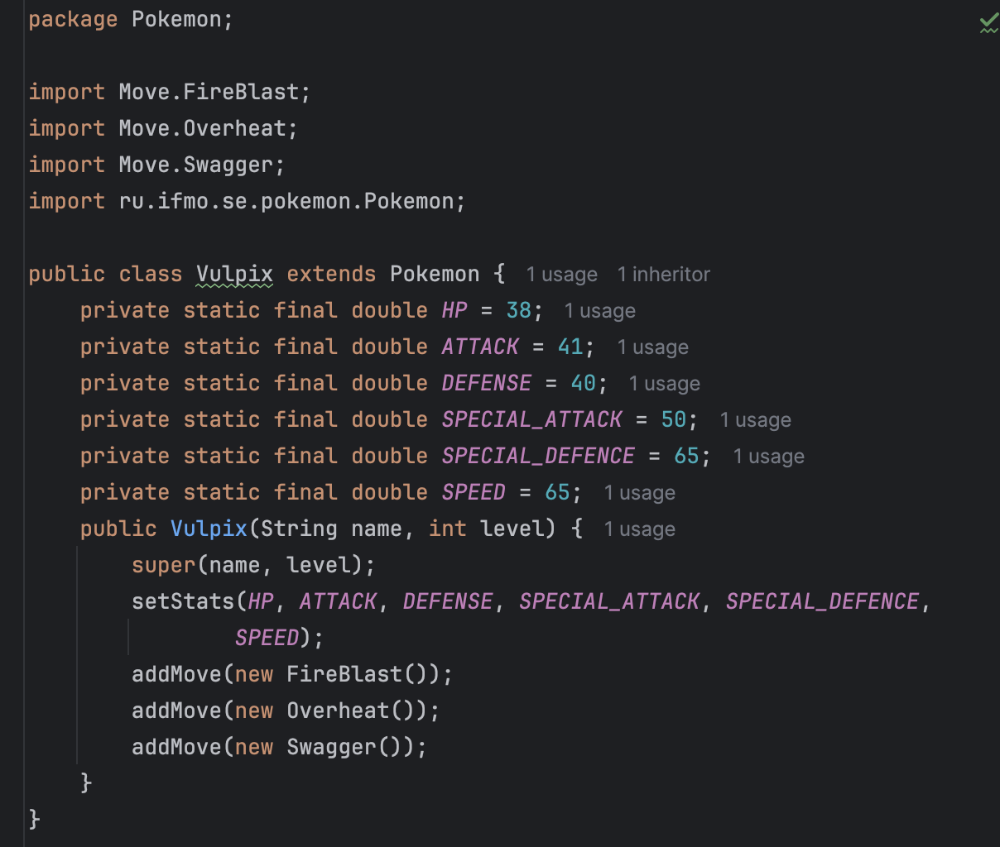 package Pokemon;
import Move.FireBlast;
import Move.Overheat;
import Move.Swagger;
import ru.ifmo.se.pokemon.Pokemon;
public class Vulpix extends Pokemon { 1 usage 1 inheritor
private static final double HP = 38; 1 usage
private static final double ATTACK = 41; 1 usage
private static final double DEFENSE = 40; 1 usage
private static final double SPECIAL_ATTACK = 50; 1 usage
private static final double SPECIAL_DEFENCE = 65; 1 usage
private static final double SPEED = 65; 1 usage
public Vulpix(String name, int level) { 1 usage
super(name, level);
setStats(HP, ATTACK, DEFENSE, SPECIAL_ATTACK, SPECIAL_DEFENCE,
SPEED);
addMove(new FireBlast());
addMove(new Overheat());
addMove(new Swagger());
}
}